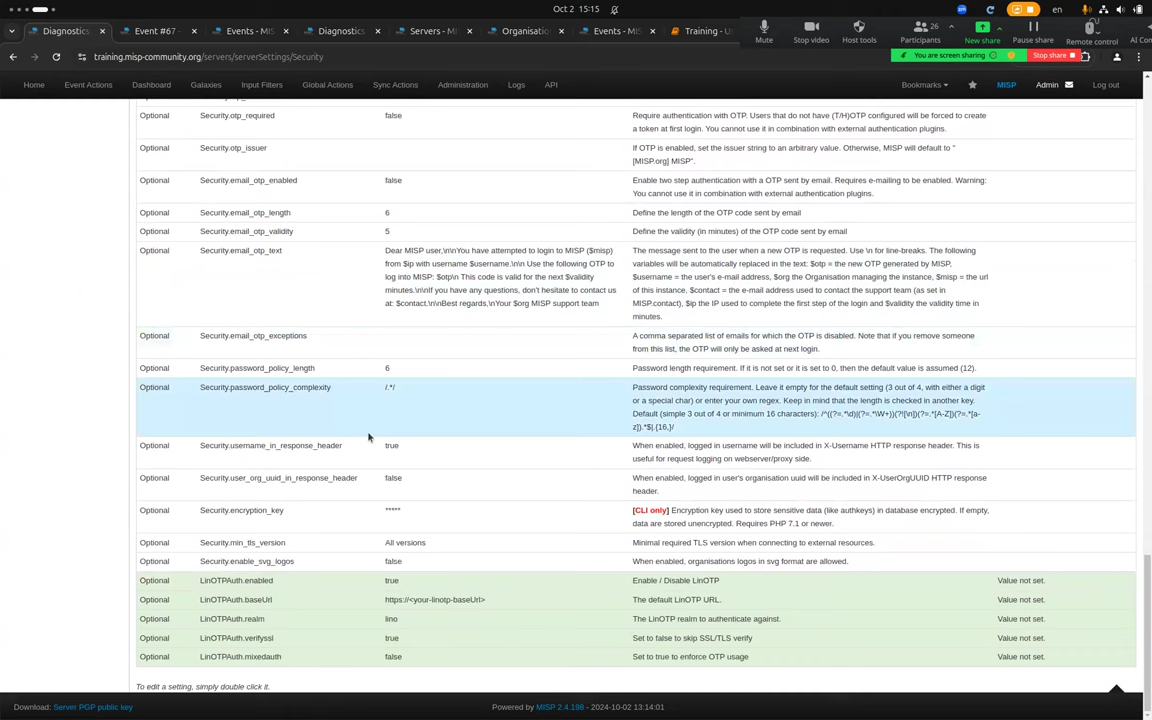 Oct 2 15:15
en
Diagnostics
Event #67 -
Events - MISP
Diagnostics
Servers - MI
Organisatio
Events - MIS
Training - U
Mute
Stop video
Host tools
26
Participants
New share
Pause share
Remote control
AI Co
You are screen sharing
Stop share
training.misp-community.org/servers/serverSettings/Security
Home Event Actions Dashboard Galaxies Input Filters Global Actions Sync Actions Administration Logs API
Bookmarks MISP Admin Log out
Optional Security.otp_required false Require authentication with OTP. Users that do not have (T/H)OTP configured will be forced to create
a token at first login. You cannot use it in combination with external authentication plugins.
Optional Security.otp_issuer If OTP is enabled, set the issuer string to an arbitrary value. Otherwise, MISP will default to "
[MISP.org] MISP".
Optional Security.email_otp_enabled false Enable two step authentication with a OTP sent by email. Requires e-mailing to be enabled. Warning:
You cannot use it in combination with external authentication plugins.
Optional Security.email_otp_length 6 Define the length of the OTP code sent by email
Optional Security.email_otp_validity 5 Define the validity (in minutes) of the OTP code sent by email
Optional Security.email_otp_text Dear MISP user,\n\nYou have attempted to login to MISP ($misp) The message sent to the user when a new OTP is requested. Use \n for line-breaks. The following
from $ip with username $username.\n\n Use the following OTP to variables will be automatically replaced in the text: $otp = the new OTP generated by MISP,
log into MISP: $otp\n This code is valid for the next $validity $username = the user's e-mail address, $org the Organisation managing the instance, $misp = the url
minutes.\n\nIf you have any questions, don't hesitate to contact us of this instance, $contact = the e-mail address used to contact the support team (as set in
at: $contact.\n\nBest regards,\nYour $org MISP support team MISP.contact), $ip the IP used to complete the first step of the login and $validity the validity time in
minutes.
Optional Security.email_otp_exceptions A comma separated list of emails for which the OTP is disabled. Note that if you remove someone
from this list, the OTP will only be asked at next login.
Optional Security.password_policy_length 6 Password length requirement. If it is not set or it is set to 0, then the default value is assumed (12).
Optional Security.password_policy_complexity /.*/ Password complexity requirement. Leave it empty for the default setting (3 out of 4, with either a digit
or a special char) or enter your own regex. Keep in mind that the length is checked in another key.
Default (simple 3 out of 4 or minimum 16 characters): /^((?=.*\d)|(?=.*\W+))(?![\n])(?=.*[A-Z])(?=.*[a-
z]).*$|.{16,}/
Optional Security.username_in_response_header true When enabled, logged in username will be included in X-Username HTTP response header. This is
useful for request logging on webserver/proxy side.
Optional Security.user_org_uuid_in_response_header false When enabled, logged in user's organisation uuid will be included in X-UserOrgUUID HTTP response
header.
Optional Security.encryption_key ***** [CLI only] Encryption key used to store sensitive data (like authkeys) in database encrypted. If empty,
data are stored unencrypted. Requires PHP 7.1 or newer.
Optional Security.min_tls_version All versions Minimal required TLS version when connecting to external resources.
Optional Security.enable_svg_logos false When enabled, organisation logos in svg format are allowed.
Optional LinOTPAuth.enabled true Enable / Disable LinOTP Value not set.
Optional LinOTPAuth.baseUrl https://<your-linotp-baseUrl> The default LinOTP URL. Value not set.
Optional LinOTPAuth.realm lino The LinOTP realm to authenticate against. Value not set.
Optional LinOTPAuth.verifyssl true Set to false to skip SSL/TLS verify Value not set.
Optional LinOTPAuth.mixedauth false Set to true to enforce OTP usage Value not set.
To edit a setting, simply double click it.
Download: Server PGP public key Powered by MISP 2.4.198 - 2024-10-02 13:14:01